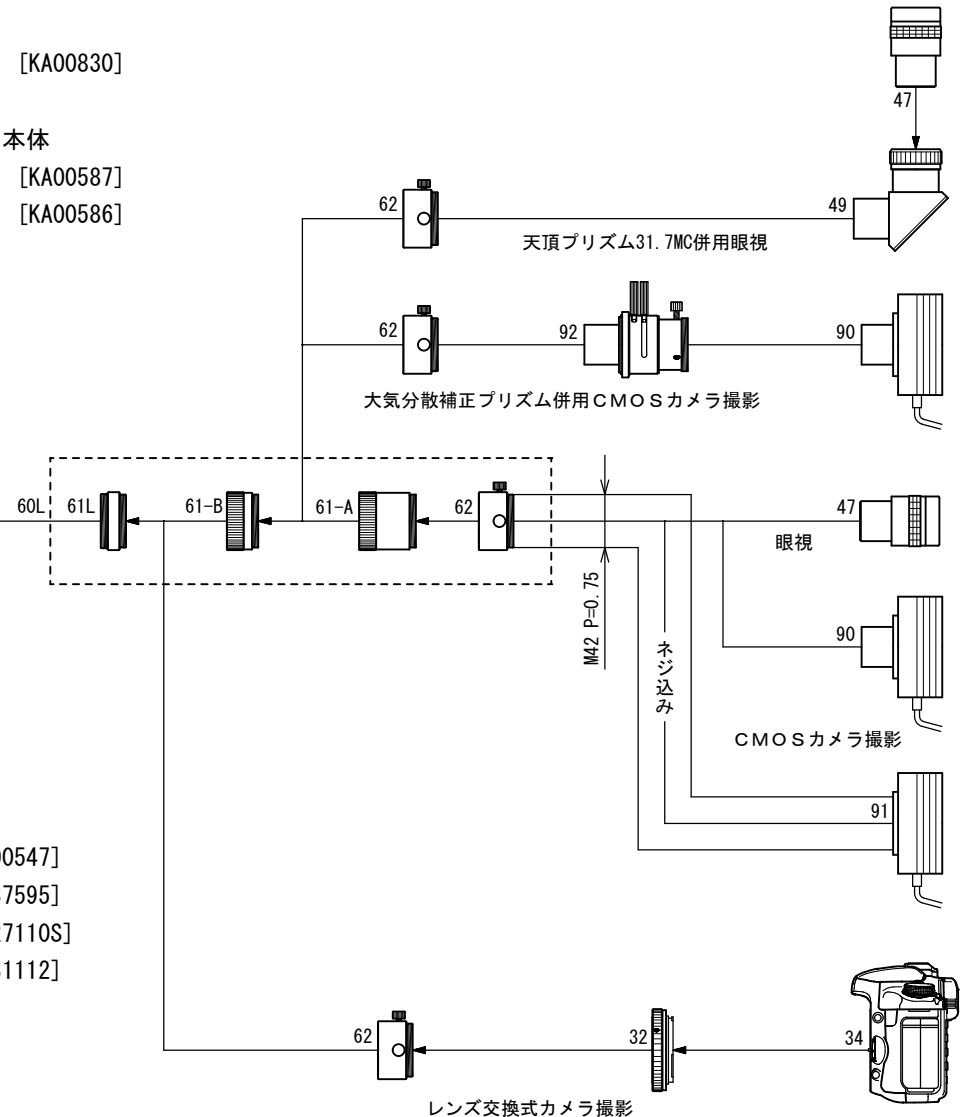 [KA00830]
本体
[KA00587]
[KA00586]
47
62
49
天頂プリズム31.7MC併用眼視
62
92
90
大気分散補正プリズム併用CMOSカメラ撮影
60L
61L
61-B
61-A
62
47
眼視
M42 P=0.75
ネジ込み
90
CMOSカメラ撮影
91
00547]
7595]
7110S]
1112]
62
32
34
レンズ交換式カメラ撮影